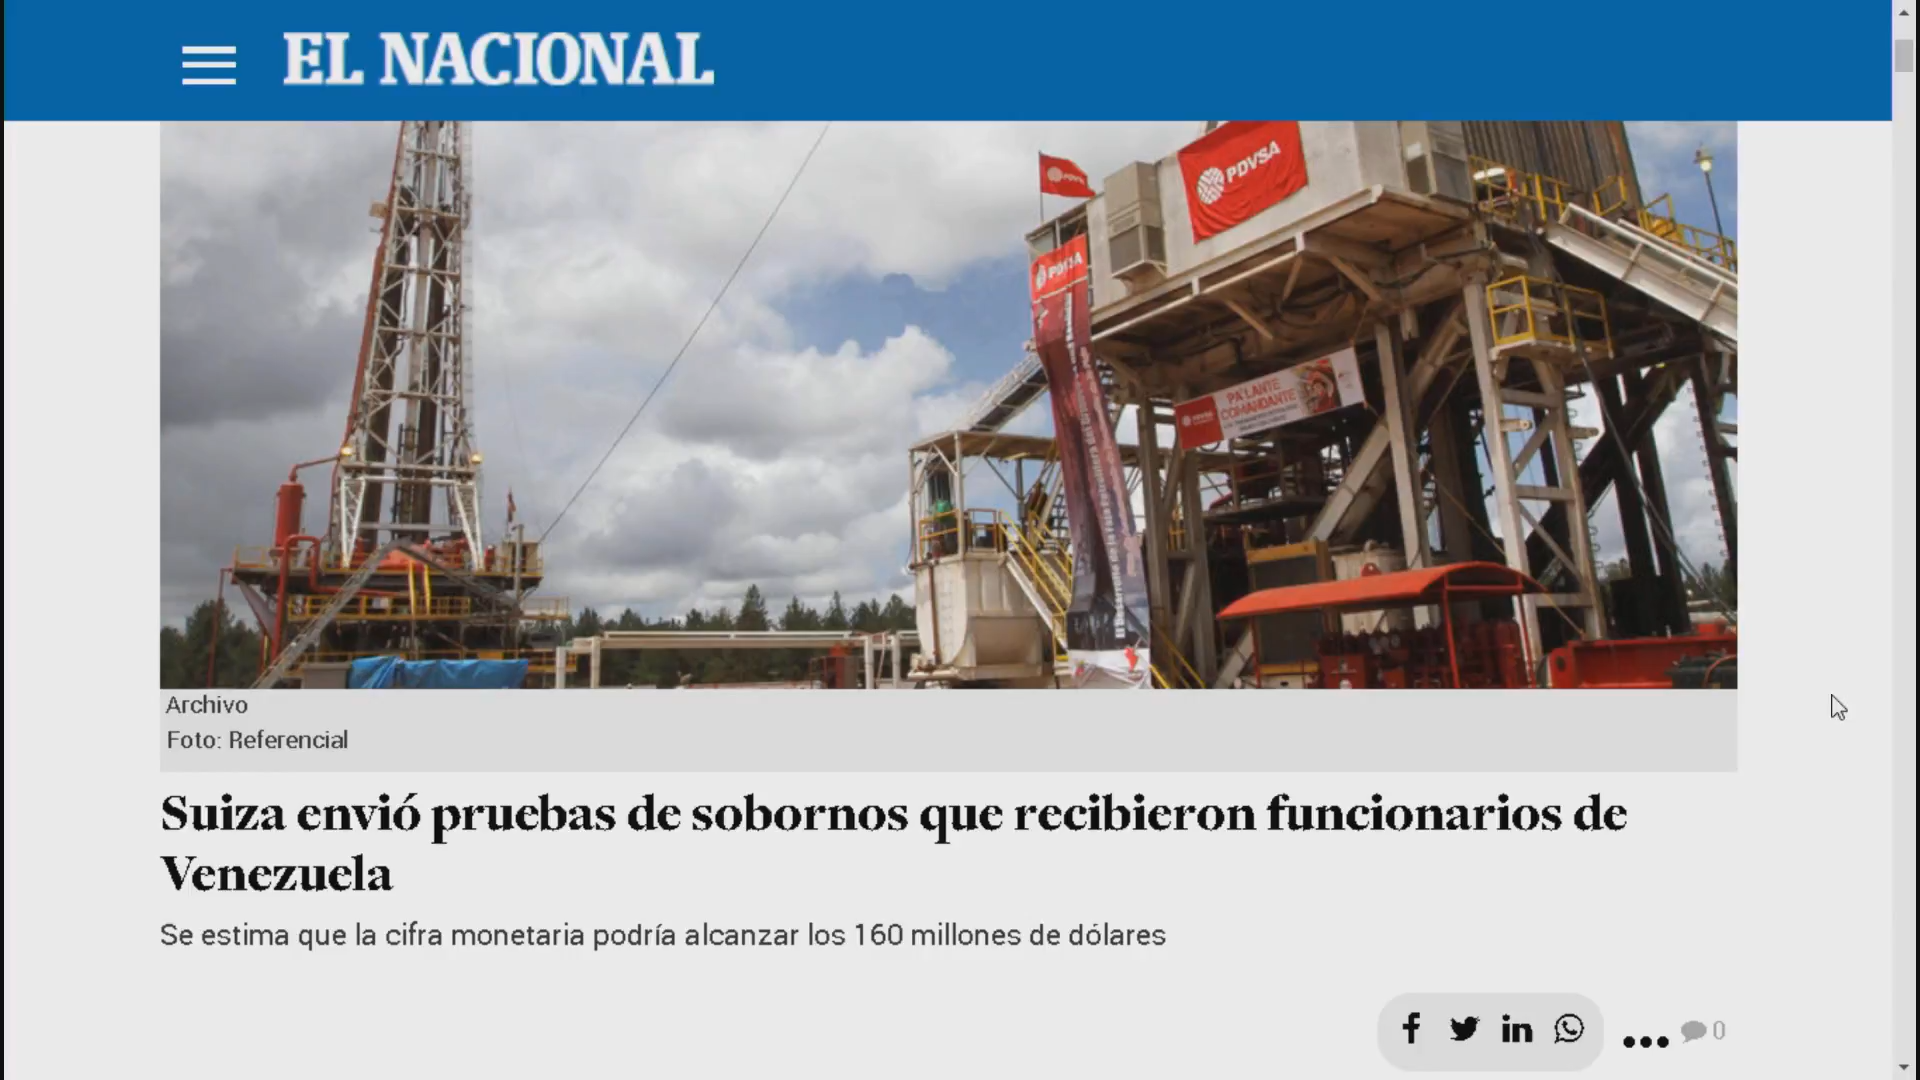 EL NACIONAL
PDVSA
PDVSA
PA'LANTE
COMANDANTE
Archivo
Foto: Referencial
Suiza envió pruebas de sobornos que recibieron funcionarios de
Venezuela
Se estima que la cifra monetaria podría alcanzar los 160 millones de dólares
0